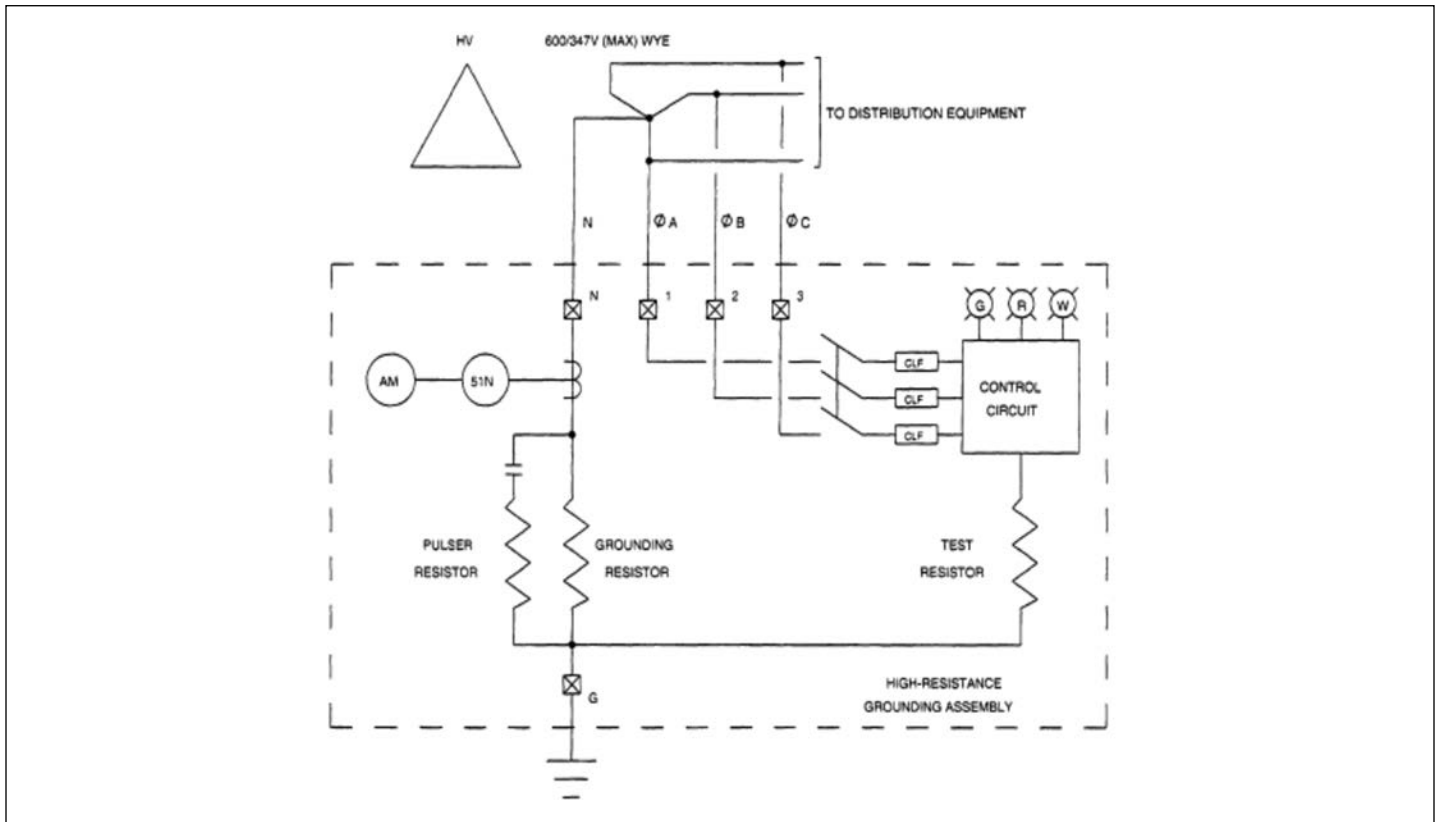 HV
600/347V (MAX) WYE
TO DISTRIBUTION EQUIPMENT
N
ØA
ØB
ØC
N
1
2
3
G
R
W
AM
51N
CLF
CLF
CLF
CONTROL
CIRCUIT
PULSER
RESISTOR
GROUNDING
RESISTOR
TEST
RESISTOR
G
HIGH-RESISTANCE
GROUNDING ASSEMBLY